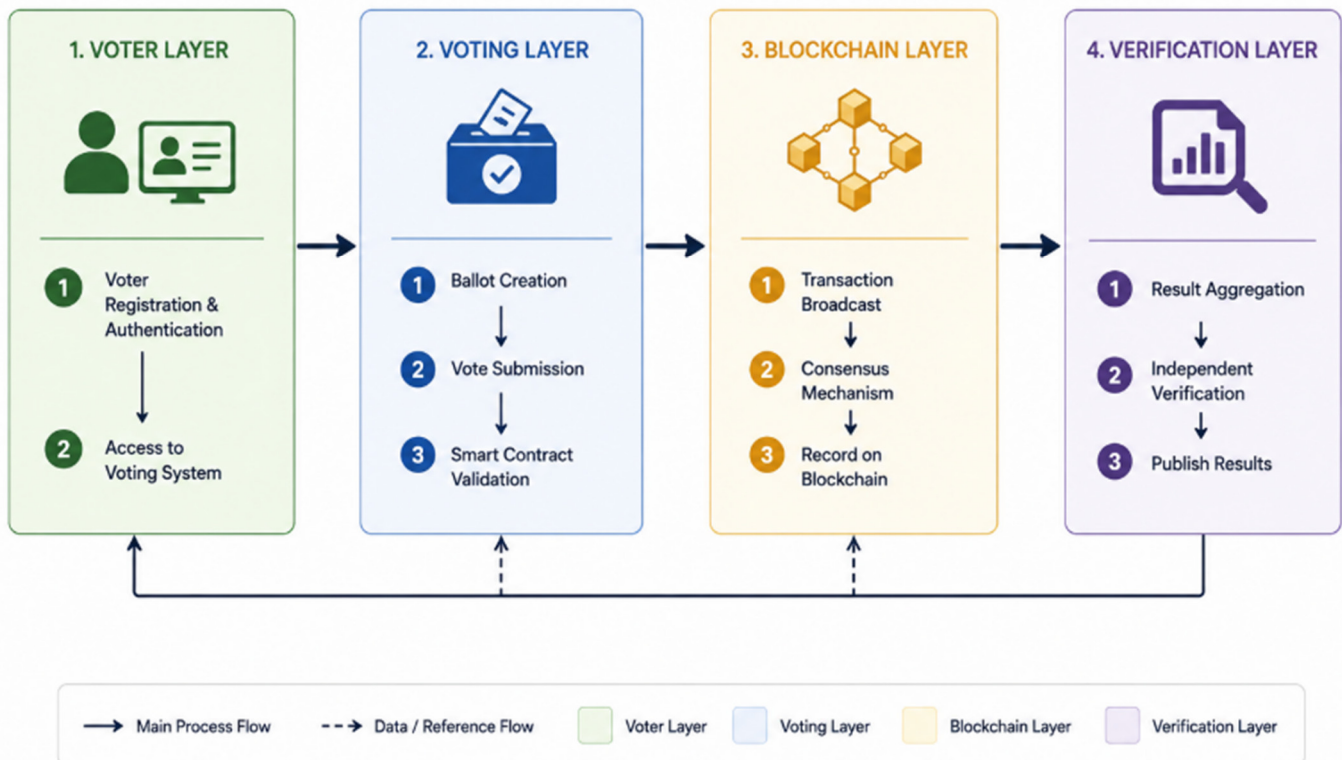 1. VOTER LAYER
1
Voter
Registration &
Authentication
2
Access to
Voting System
2. VOTING LAYER
1
Ballot Creation
2
Vote Submission
3
Smart Contract
Validation
3. BLOCKCHAIN LAYER
1
Transaction
Broadcast
2
Consensus
Mechanism
3
Record on
Blockchain
4. VERIFICATION LAYER
1
Result Aggregation
2
Independent
Verification
3
Publish Results
Main Process Flow
Data / Reference Flow
Voter Layer
Voting Layer
Blockchain Layer
Verification Layer